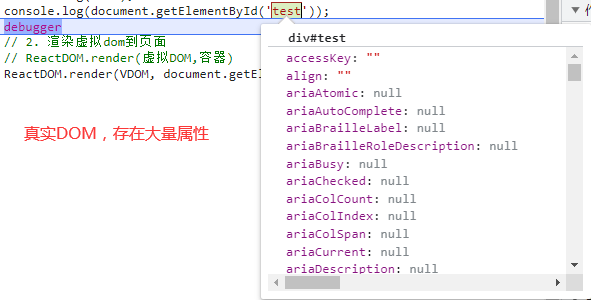 console.log(document.getElementById('test'));
debugger
// 2. 渲染虚拟dom到页面
// ReactDOM.render(虚拟DOM,容器)
ReactDOM.render(VDOM, document.getEl
真实DOM，存在大量属性
div#test
accessKey: ""
align: ""
ariaAtomic: null
ariaAutoComplete: null
ariaBrailleLabel: null
ariaBrailleRoleDescription: null
ariaBusy: null
ariaChecked: null
ariaColCount: null
ariaColIndex: null
ariaColSpan: null
ariaCurrent: null
ariaDescription: null